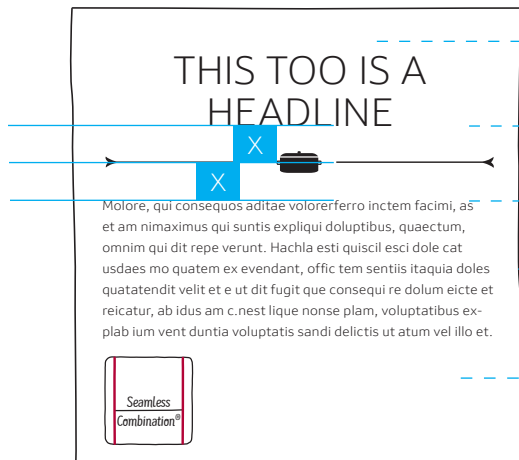 THIS TOO IS A
HEADLINE
X
X
Molore, qui consequos aditae volorerferro inctem facimi, as
et am nimaximus qui suntis expliqui doluptibus, quaectum,
omnim qui dit repe verunt. Hachla esti quiscil esci dole cat
usdaes mo quatem ex evendant, offic tem sentiis itaquia doles
quatatendit velit et e ut dit fugit que consequi re dolum eicte et
reicatur, ab idus am c.nest lique nonse plam, voluptatibus ex-
plab ium vent duntia voluptatis sandi delictis ut atum vel illo et.
Seamless
Combination®